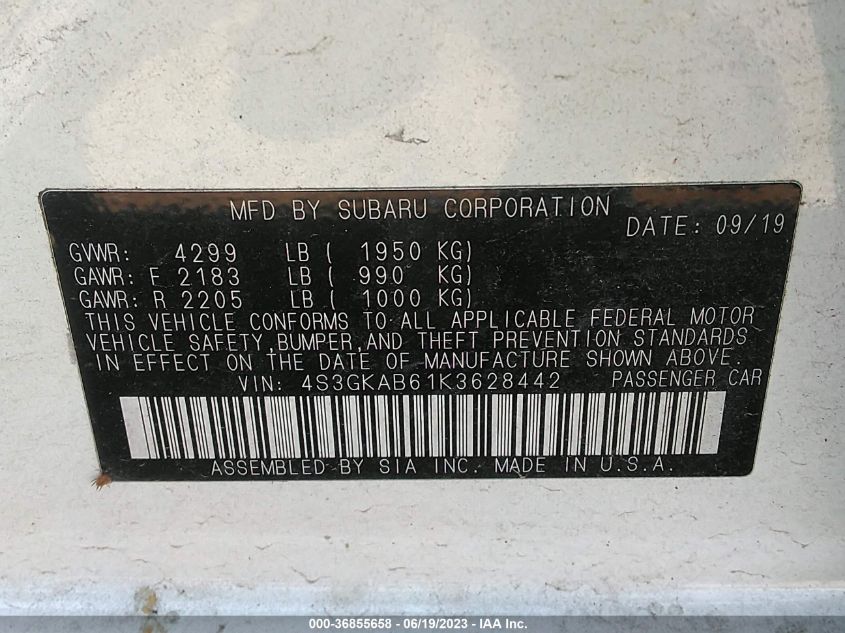 MFD BY SUBARU CORPORATION
DATE: 09/19
GVWR: 4299 LB ( 1950 KG)
GAWR: F 2183 LB ( 990 KG)
GAWR: R 2205 LB ( 1000 KG)
THIS VEHICLE CONFORMS TO ALL APPLICABLE FEDERAL MOTOR
VEHICLE SAFETY, BUMPER, AND THEFT PREVENTION STANDARDS
IN EFFECT ON THE DATE OF MANUFACTURE SHOWN ABOVE.
VIN: 4S3GKAB61K3628442 PASSENGER CAR
ASSEMBLED BY SIA INC. MADE IN U.S.A.
000-36855658 - 06/19/2023 - IAA Inc.